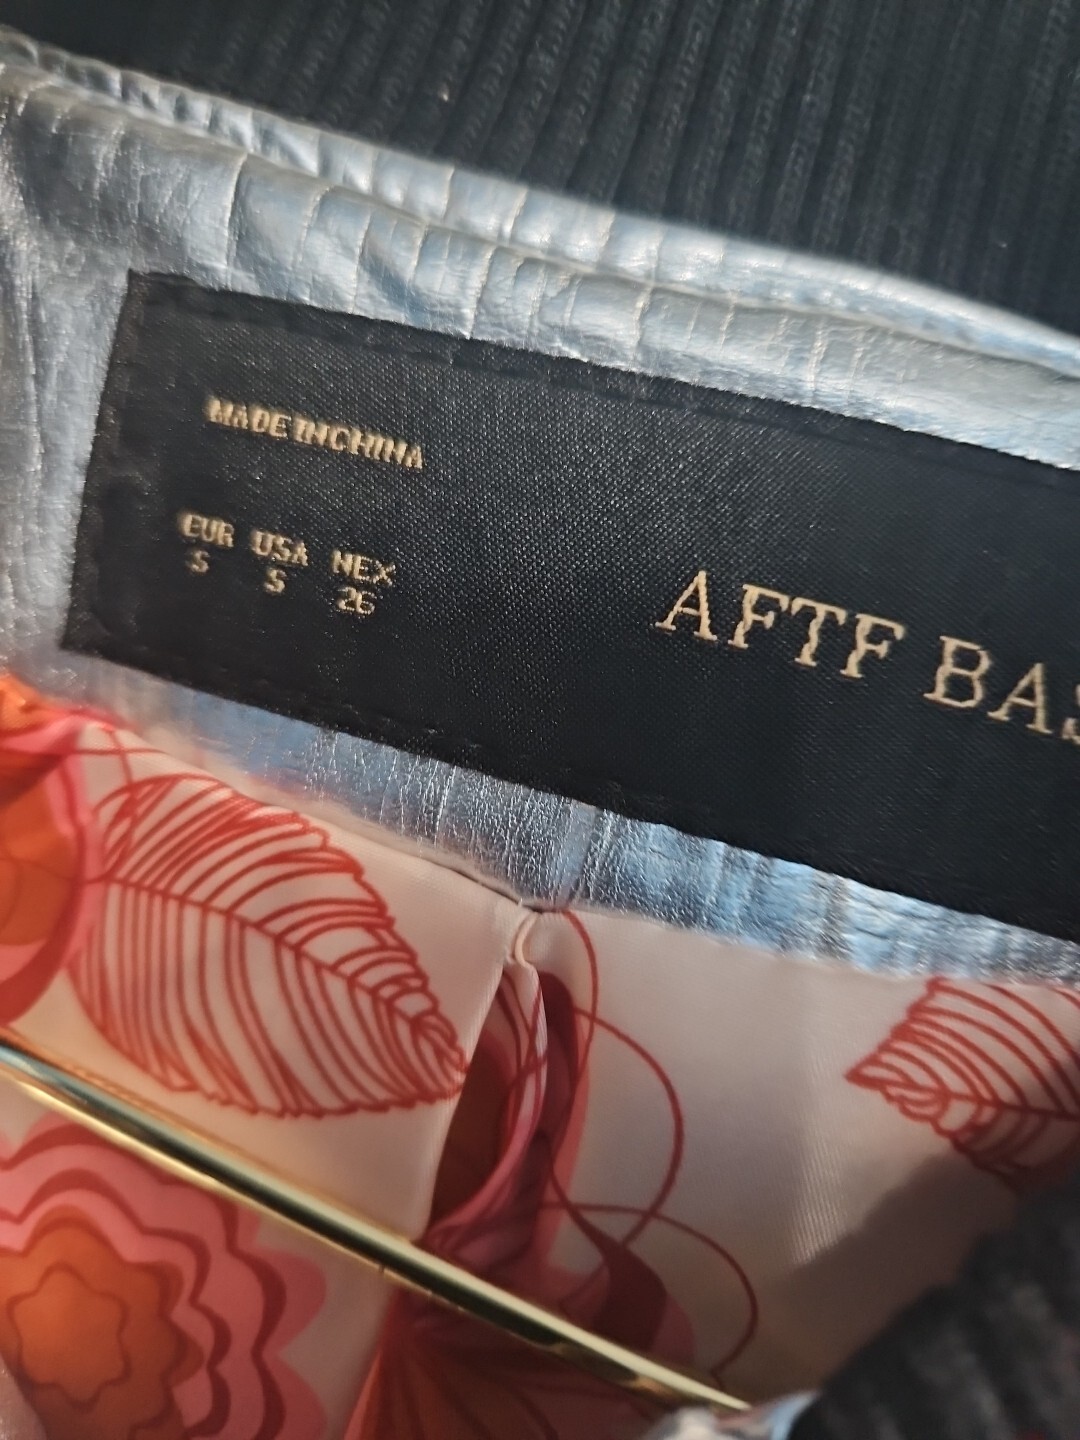 MADE IN CHINA
EUR USA MEX
S S 26
AFTF BAS